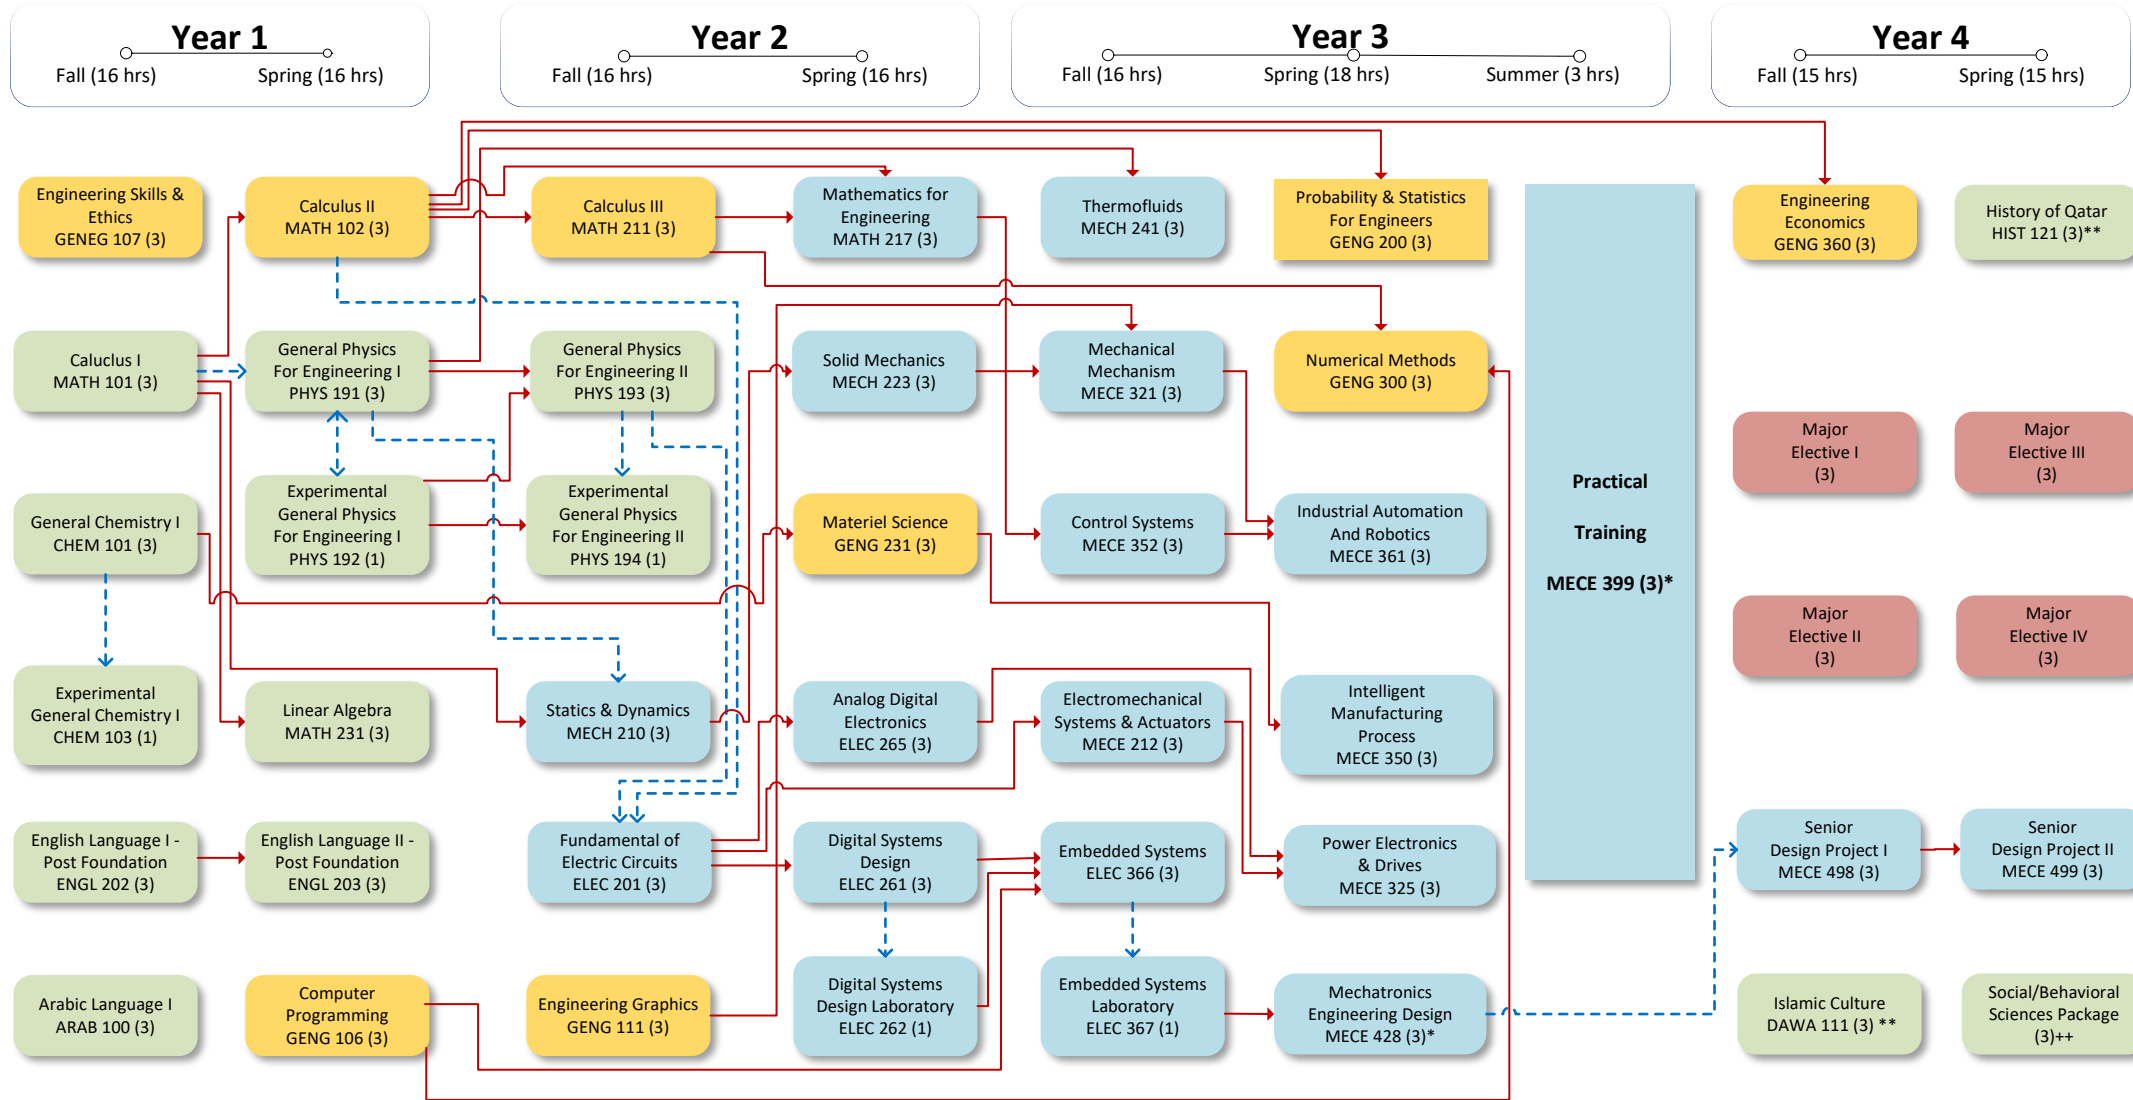 Year 1
Fall (16 hrs)
Spring (16 hrs)
Year 2
Fall (16 hrs)
Spring (16 hrs)
Year 3
Fall (16 hrs)
Spring (18 hrs)
Summer (3 hrs)
Year 4
Fall (15 hrs)
Spring (15 hrs)
Engineering Skills &
Ethics
GENEG 107 (3)
Calculus II
MATH 102 (3)
Calculus III
MATH 211 (3)
Mathematics for
Engineering
MATH 217 (3)
Thermofluids
MECH 241 (3)
Probability & Statistics
For Engineers
GENG 200 (3)
Engineering
Economics
GENG 360 (3)
History of Qatar
HIST 121 (3)**
Caluclus I
MATH 101 (3)
General Physics
For Engineering I
PHYS 191 (3)
General Physics
For Engineering II
PHYS 193 (3)
Solid Mechanics
MECH 223 (3)
Mechanical
Mechanism
MECE 321 (3)
Numerical Methods
GENG 300 (3)
Major
Elective I
(3)
Major
Elective III
(3)
General Chemistry I
CHEM 101 (3)
Experimental
General Physics
For Engineering I
PHYS 192 (1)
Experimental
General Physics
For Engineering II
PHYS 194 (1)
Materiel Science
GENG 231 (3)
Control Systems
MECE 352 (3)
Industrial Automation
And Robotics
MECE 361 (3)
Practical
Training
MECE 399 (3)*
Major
Elective II
(3)
Major
Elective IV
(3)
Experimental
General Chemistry I
CHEM 103 (1)
Linear Algebra
MATH 231 (3)
Statics & Dynamics
MECH 210 (3)
Analog Digital
Electronics
ELEC 265 (3)
Electromechanical
Systems & Actuators
MECE 212 (3)
Intelligent
Manufacturing
Process
MECE 350 (3)
English Language I -
Post Foundation
ENGL 202 (3)
English Language II -
Post Foundation
ENGL 203 (3)
Fundamental of
Electric Circuits
ELEC 201 (3)
Digital Systems
Design
ELEC 261 (3)
Embedded Systems
ELEC 366 (3)
Power Electronics
& Drives
MECE 325 (3)
Senior
Design Project I
MECE 498 (3)
Senior
Design Project II
MECE 499 (3)
Arabic Language I
ARAB 100 (3)
Computer
Programming
GENG 106 (3)
Engineering Graphics
GENG 111 (3)
Digital Systems
Design Laboratory
ELEC 262 (1)
Embedded Systems
Laboratory
ELEC 367 (1)
Mechatronics
Engineering Design
MECE 428 (3)*
Islamic Culture
DAWA 111 (3) **
Social/Behavioral
Sciences Package
(3)++